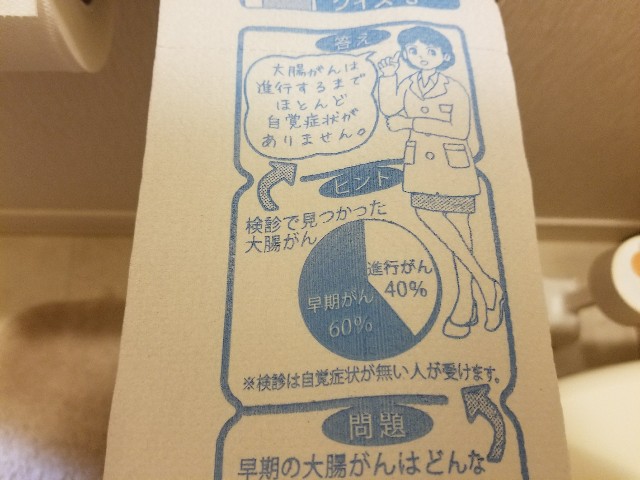 クイズ
答え
大腸がんは
進行するまで
ほとんど
自覚症状が
ありません。
ヒント
検診で見つかった
大腸がん
進行がん
40%
早期がん
60%
※検診は自覚症状が無い人が受けます。
問題
早期の大腸がんはどんな